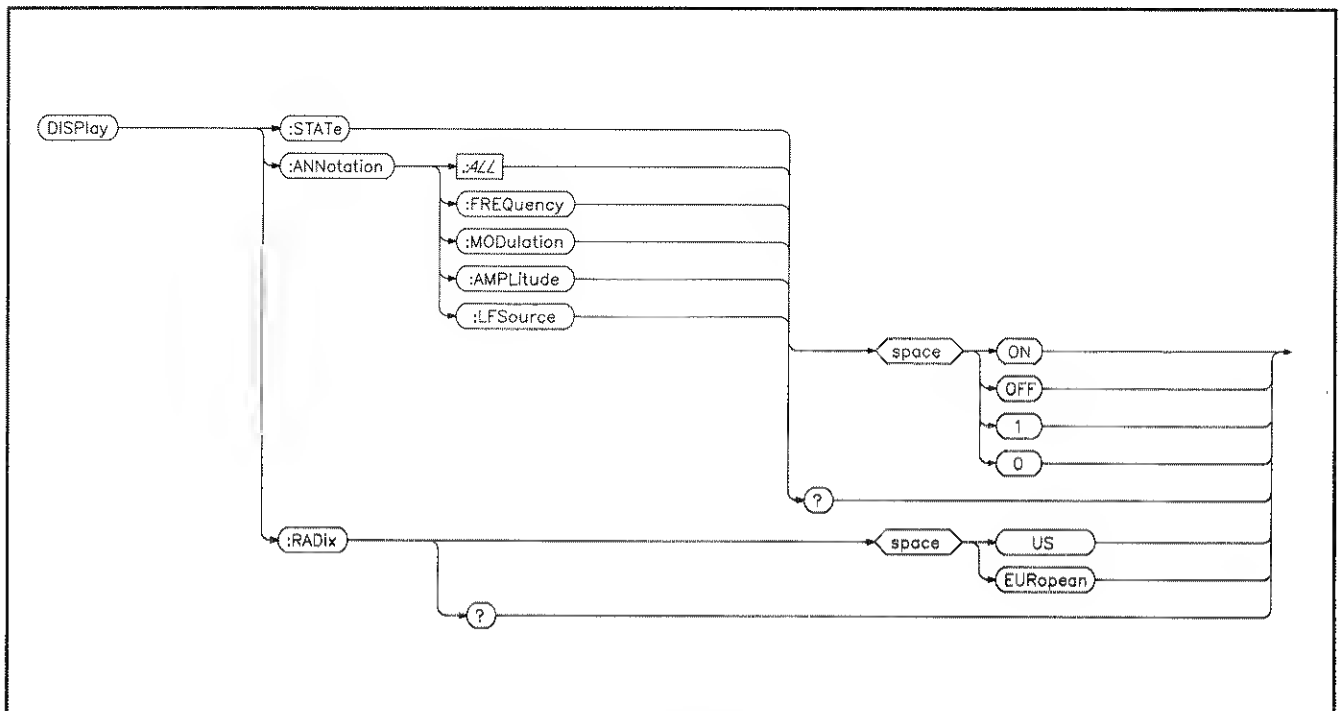 DISPlay
:STATe
:ANNotation
:ALL
:FREQuency
:MODulation
:AMPLitude
:LFSource
space
ON
OFF
1
0
?
:RADix
space
US
EURopean
?